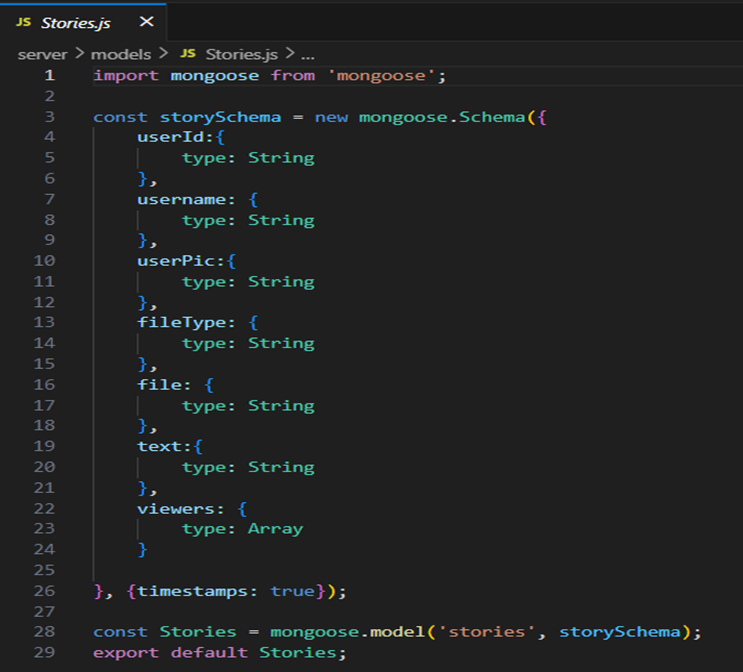 JS Stories.js ×
server > models > JS Stories.js > ...
1 import mongoose from 'mongoose';
2
3 const storySchema = new mongoose.Schema({
4     userId:{
5         type: String
6     },
7     username: {
8         type: String
9     },
10     userPic:{
11         type: String
12     },
13     fileType: {
14         type: String
15     },
16     file: {
17         type: String
18     },
19     text:{
20         type: String
21     },
22     viewers: {
23         type: Array
24     }
25
26 }, {timestamps: true});
27
28 const Stories = mongoose.model('stories', storySchema);
29 export default Stories;